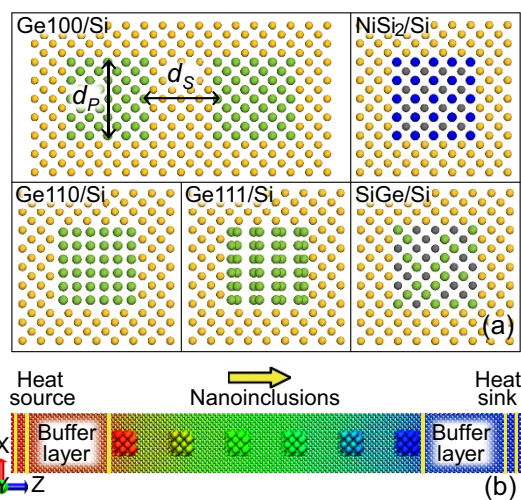 Ge100/Si
NiSi₂/Si
d_S
d_P
Ge110/Si
Ge111/Si
SiGe/Si
(a)
Heat
source
Nanoinclusions
Heat
sink
Buffer
layer
Buffer
layer
X
Y
Z
(b)